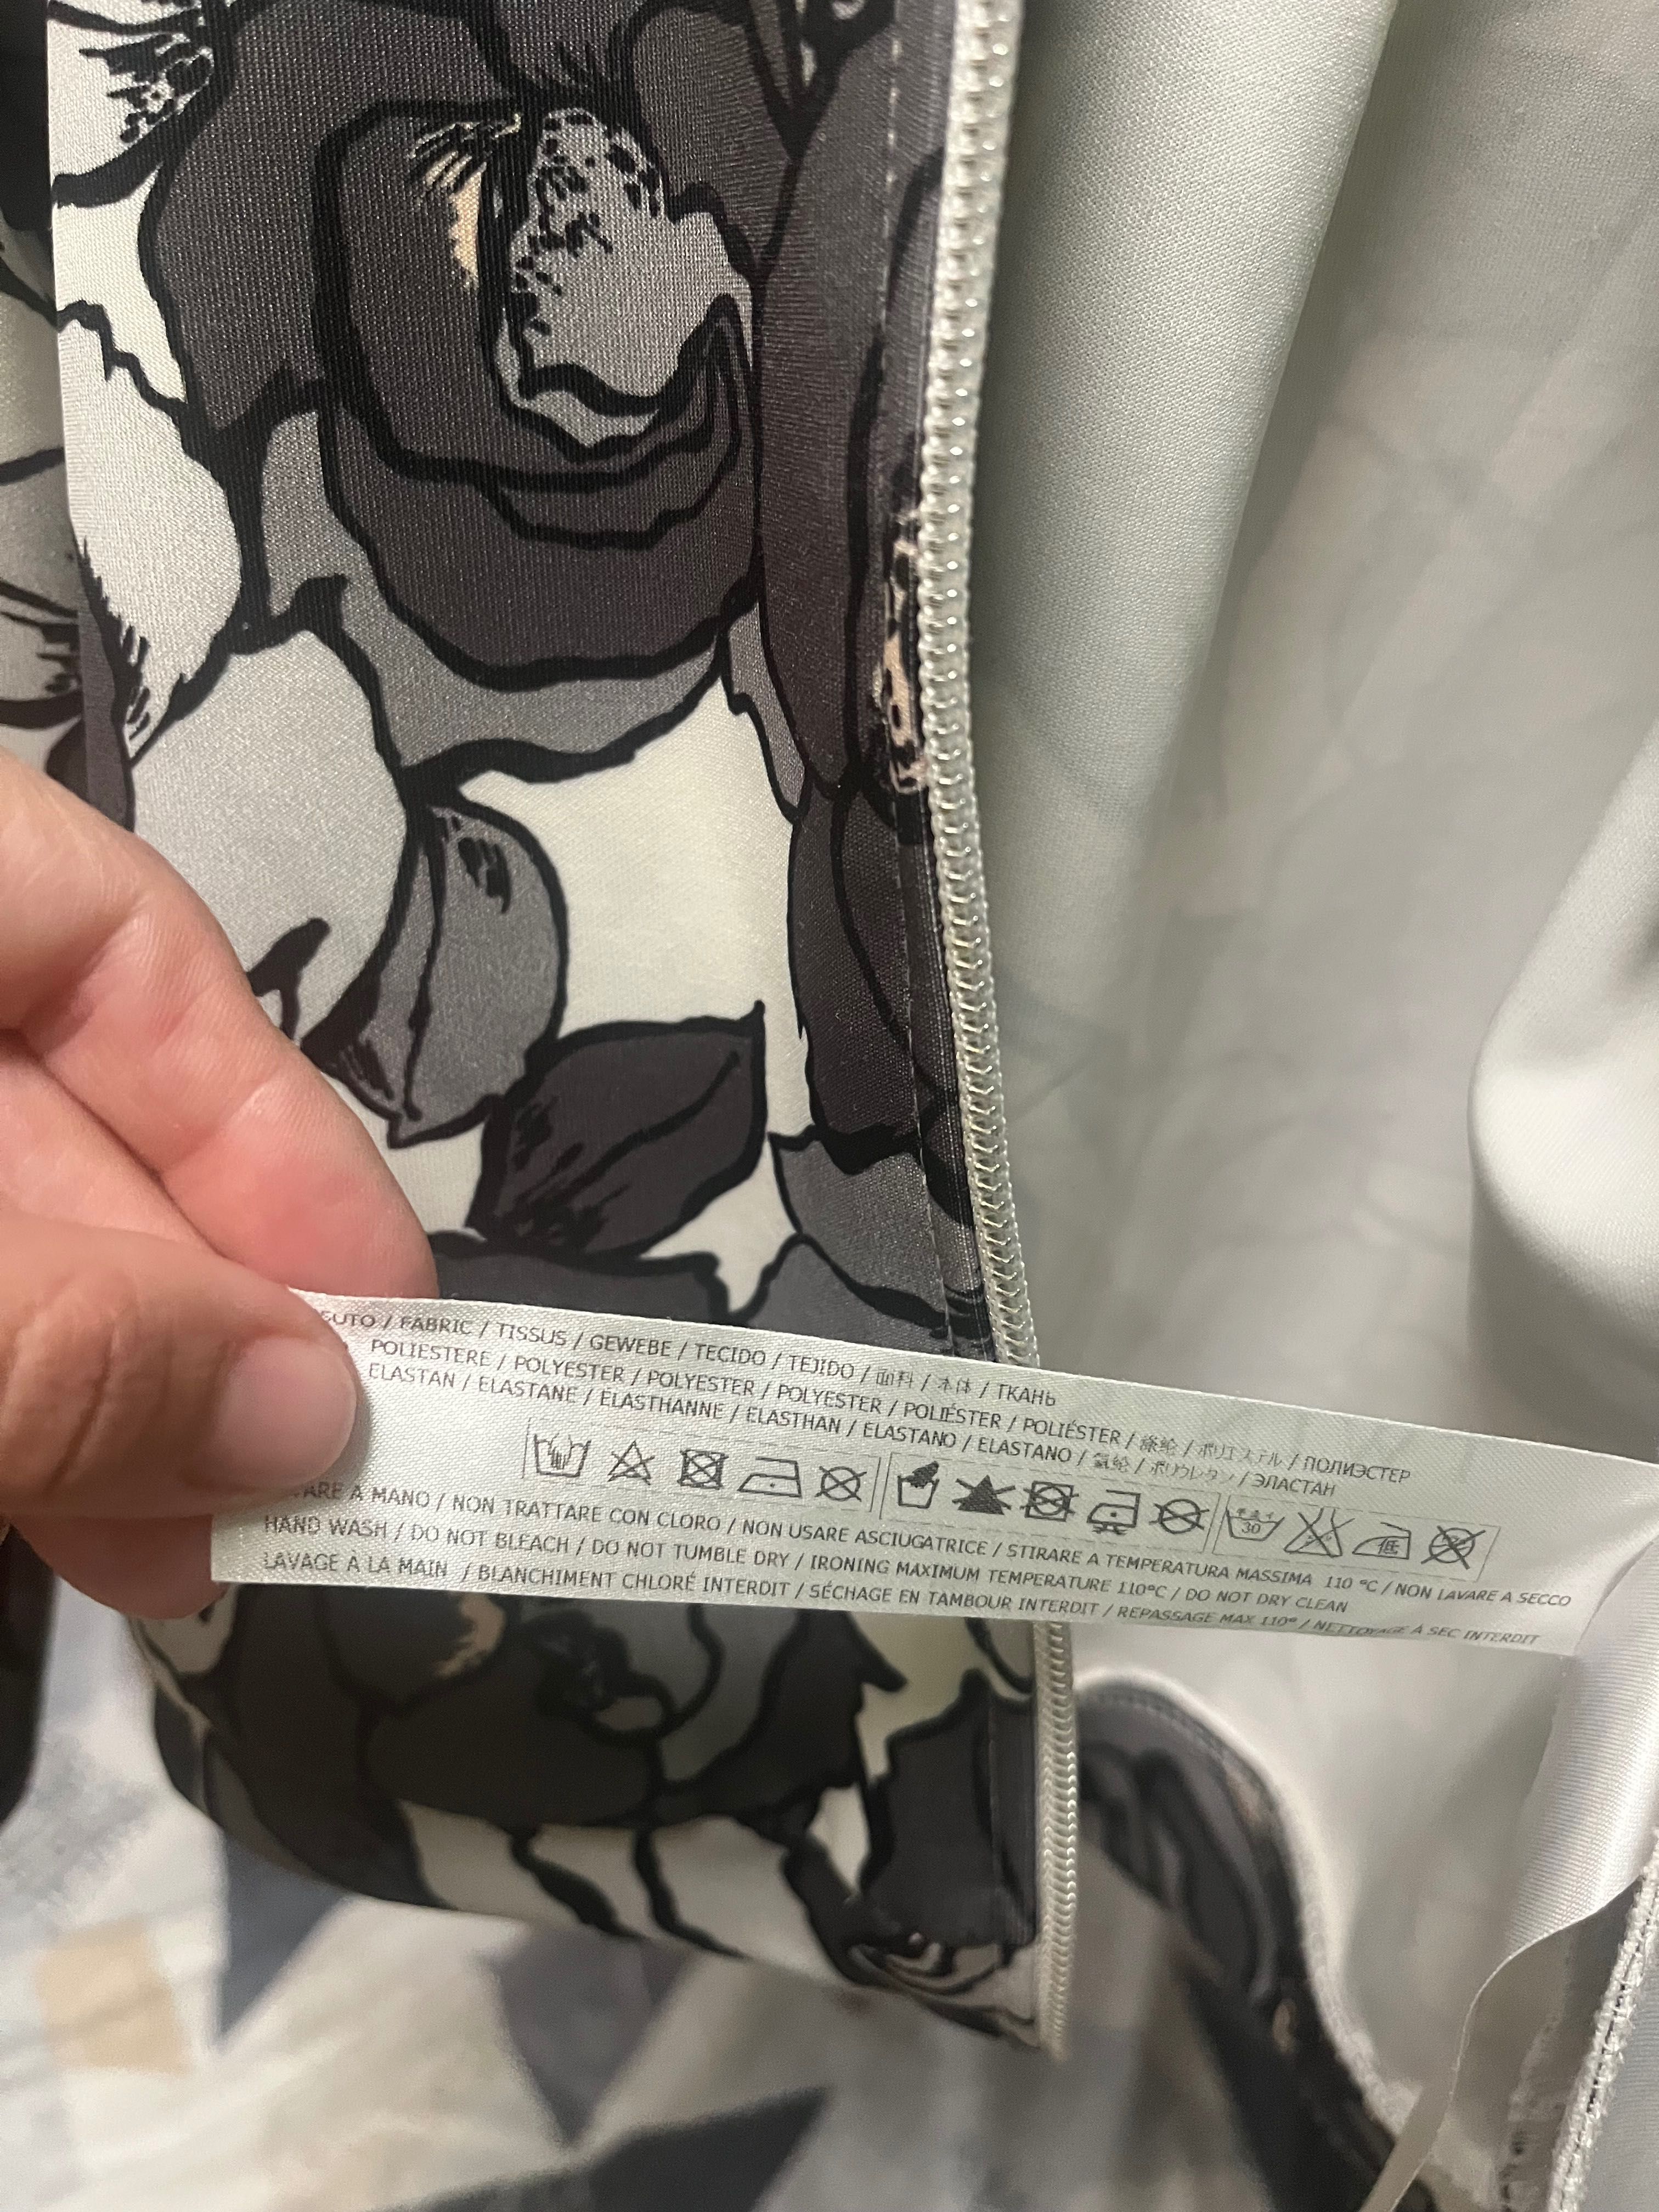 / FABRIC / TISSUS / GEWEBE / TECIDO / TEJIDO / 面料 / 本体 / ТКАНЬ
POLIESTERE / POLYESTER / POLYESTER / POLYESTER / POLIÉSTER / POLIÉSTER / 涤纶 / ポリエステル / ПОЛИЭСТЕР
ELASTAN / ELASTANE / ELASTHANNE / ELASTHAN / ELASTANO / ELASTANO / 氨纶 / ポリウレタン / ЭЛАСТАН
30
低
A MANO / NON TRATTARE CON CLORO / NON USARE ASCIUGATRICE / STIRARE A TEMPERATURA MASSIMA 110 °C / NON LAVARE A SECCO
HAND WASH / DO NOT BLEACH / DO NOT TUMBLE DRY / IRONING MAXIMUM TEMPERATURE 110°C / DO NOT DRY CLEAN
LAVAGE A LA MAIN / BLANCHIMENT CHLORÉ INTERDIT / SÉCHAGE EN TAMBOUR INTERDIT / REPASSAGE MAX 110° / NETTOYAGE À SEC INTERDIT